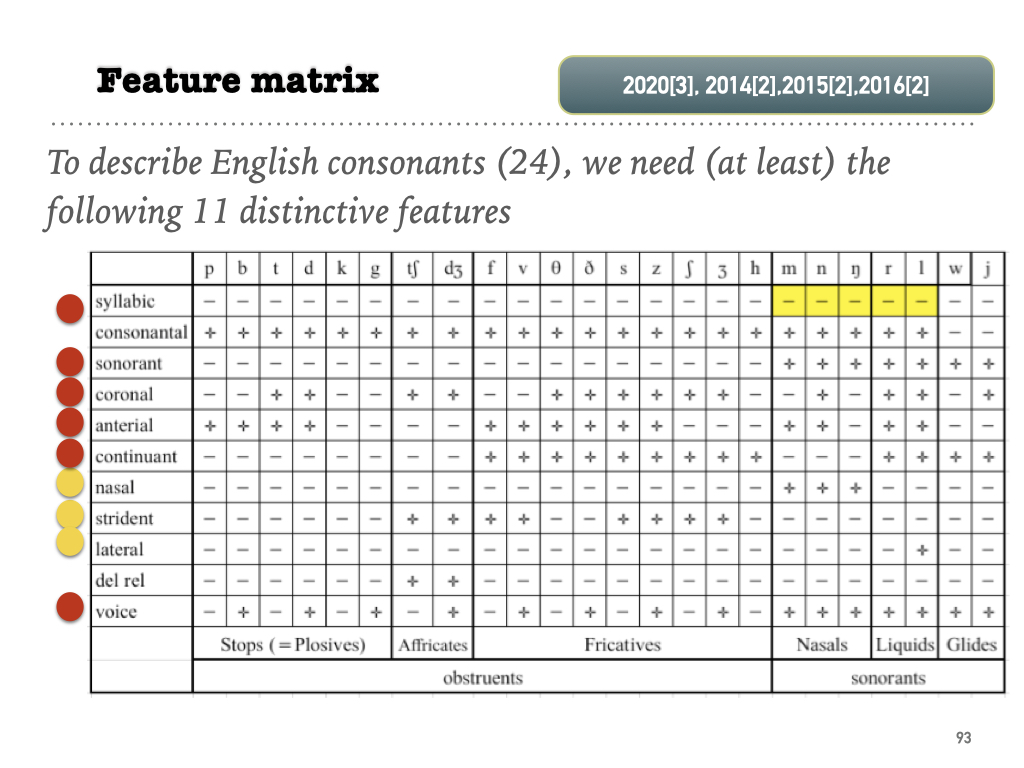 Feature matrix
2020[3], 2014[2],2015[2],2016[2]
To describe English consonants (24), we need (at least) the
following 11 distinctive features
p b t d k g tʃ dʒ f v θ ð s z ʃ ʒ h m n ŋ r l w j
syllabic − − − − − − − − − − − − − − − − − − − − − − − −
consonantal + + + + + + + + + + + + + + + + + + + + + + − −
sonorant − − − − − − − − − − − − − − − − − + + + + + + +
coronal − − + + − − + + − − + + + + + + − − + − + + − +
anterial + + + + − − − − + + + + + + − − − + + − + + − −
continuant − − − − − − − − + + + + + + + + + − − − + + + +
nasal − − − − − − − − − − − − − − − − − + + + − − − −
strident − − − − − − + + + + − − + + + + − − − − − − − −
lateral − − − − − − − − − − − − − − − − − − − − − + − −
del rel − − − − − − + + − − − − − − − − − − − − − − − −
voice − + − + − + − + − + − + − + − + − + + + + + + +
Stops (=Plosives) Affricates Fricatives Nasals Liquids Glides
obstruents sonorants
93